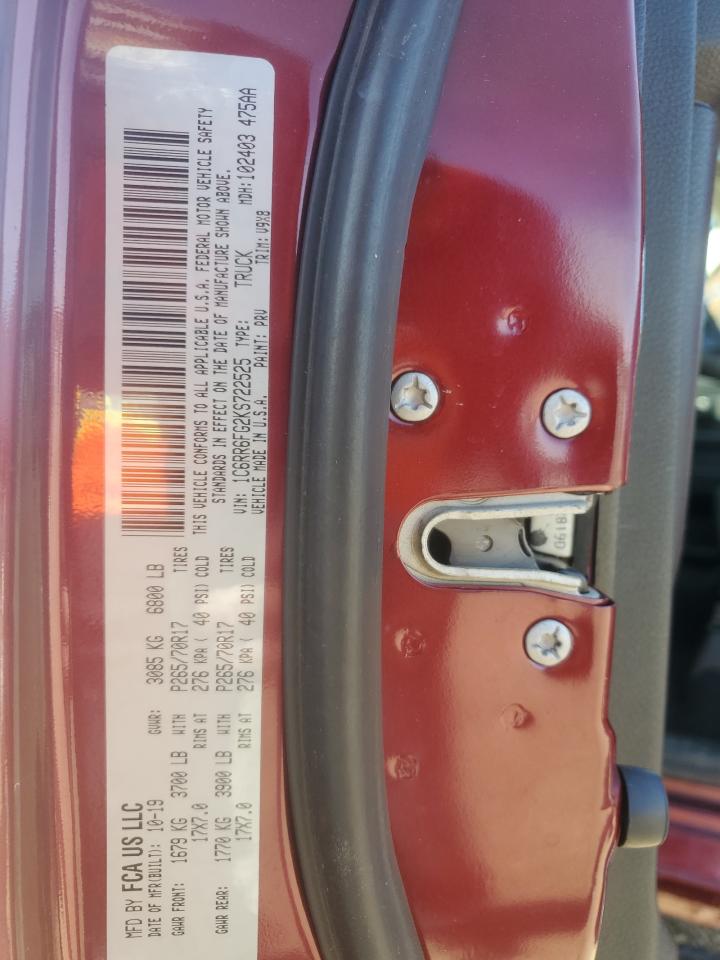 MFD BY FCA US LLC
DATE OF MFR(BUILT): 10-19 GVWR: 3085 KG 6800 LB
GAWR FRONT: 1679 KG 3700 LB WITH P265/70R17 TIRES
17X7.0 RIMS AT 276 KPA ( 40 PSI) COLD
GAWR REAR: 1770 KG 3900 LB WITH P265/70R17 TIRES
17X7.0 RIMS AT 276 KPA ( 40 PSI) COLD
THIS VEHICLE CONFORMS TO ALL APPLICABLE U.S.A. FEDERAL MOTOR VEHICLE SAFETY
STANDARDS IN EFFECT ON THE DATE OF MANUFACTURE SHOWN ABOVE.
VIN: 1C6RR6FG2KS722525 TYPE: TRUCK MDH:102403 475AA
VEHICLE MADE IN U.S.A. PAINT: PRV TRIM: V9X8